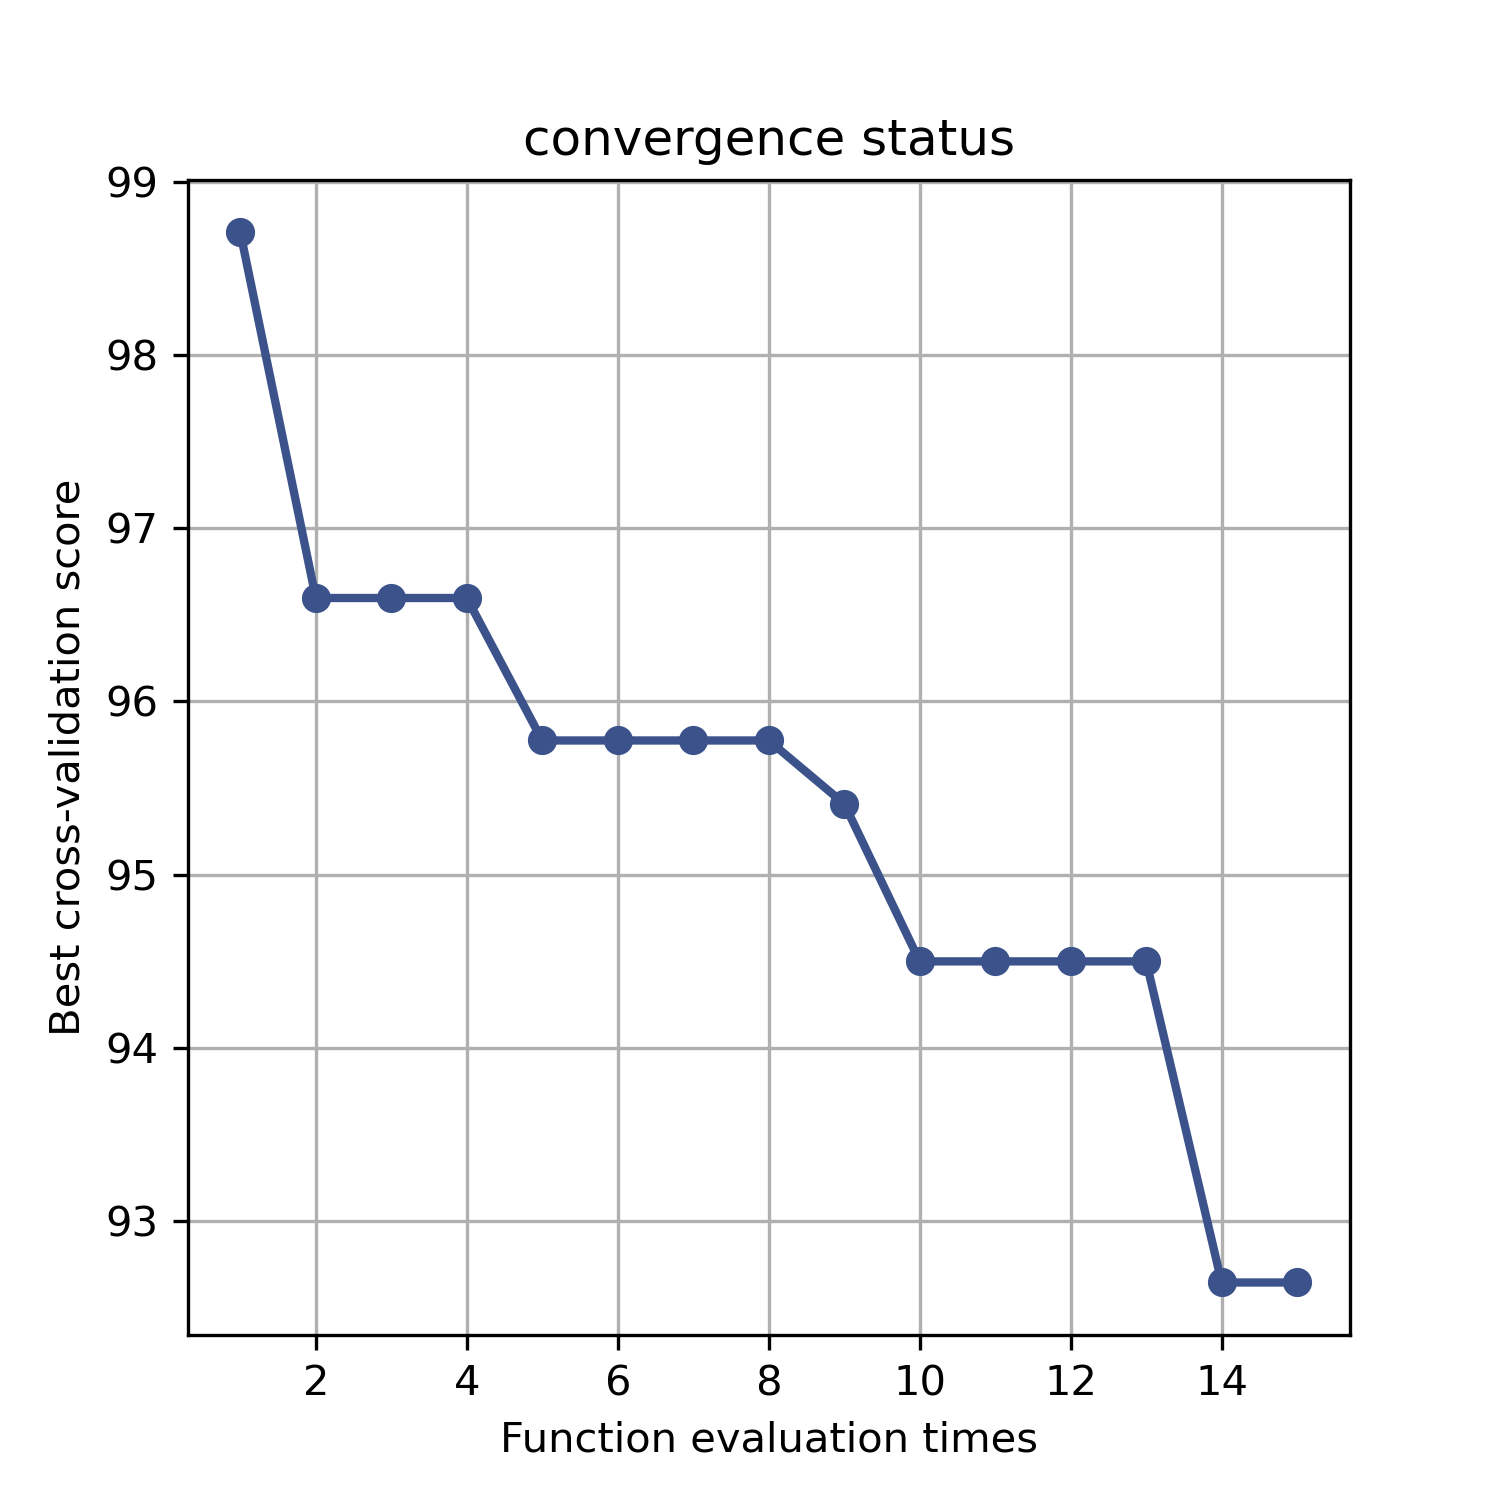 convergence status
99
98
97
96
95
94
93
Best cross-validation score
2 4 6 8 10 12 14
Function evaluation times